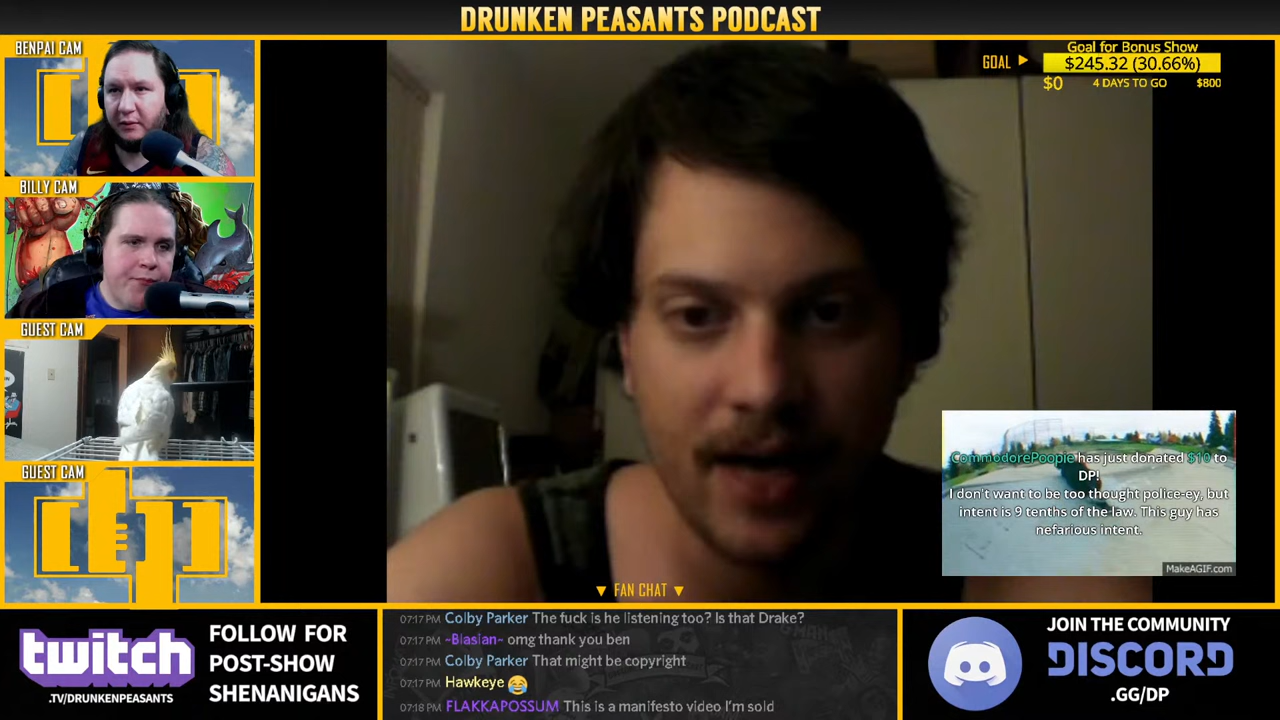 DRUNKEN PEASANTS PODCAST
BENPAI CAM
BILLY CAM
GUEST CAM
GUEST CAM
Goal for Bonus Show
GOAL ▶ $245.32 (30.66%)
$0 4 DAYS TO GO $800
CommodorePoopie has just donated $10 to
DP!
I don't want to be too thought police-ey, but
intent is 9 tenths of the law. This guy has
nefarious intent.
MakeAGIF.com
▼ FAN CHAT ▼
07:17 PM Colby Parker The fuck is he listening too? Is that Drake?
07:17 PM ~Blasian~ omg thank you ben
07:17 PM Colby Parker That might be copyright
07:17 PM Hawkeye 😂
07:18 PM FLAKKAPOSSUM This is a manifesto video I'm sold
twitch
.TV/DRUNKENPEASANTS
FOLLOW FOR
POST-SHOW
SHENANIGANS
JOIN THE COMMUNITY
DISCORD
.GG/DP